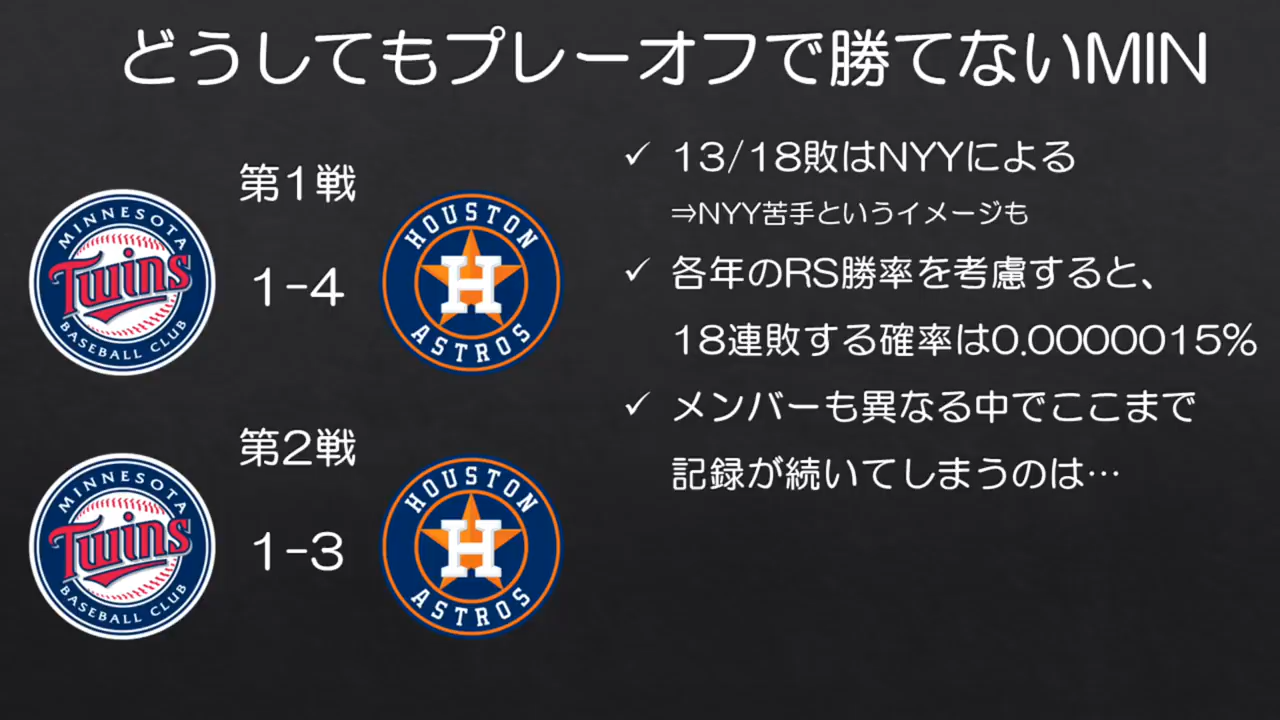 どうしてもプレーオフで勝てないMIN
第1戦
MINNESOTA
Twins
BASEBALL CLUB
1-4
HOUSTON
H
ASTROS
第2戦
MINNESOTA
Twins
BASEBALL CLUB
1-3
HOUSTON
H
ASTROS
✓ 13/18敗はNYYによる
⇒NYY苦手というイメージも
✓ 各年のRS勝率を考慮すると、
18連敗する確率は0.0000015%
✓ メンバーも異なる中でここまで
記録が続いてしまうのは…